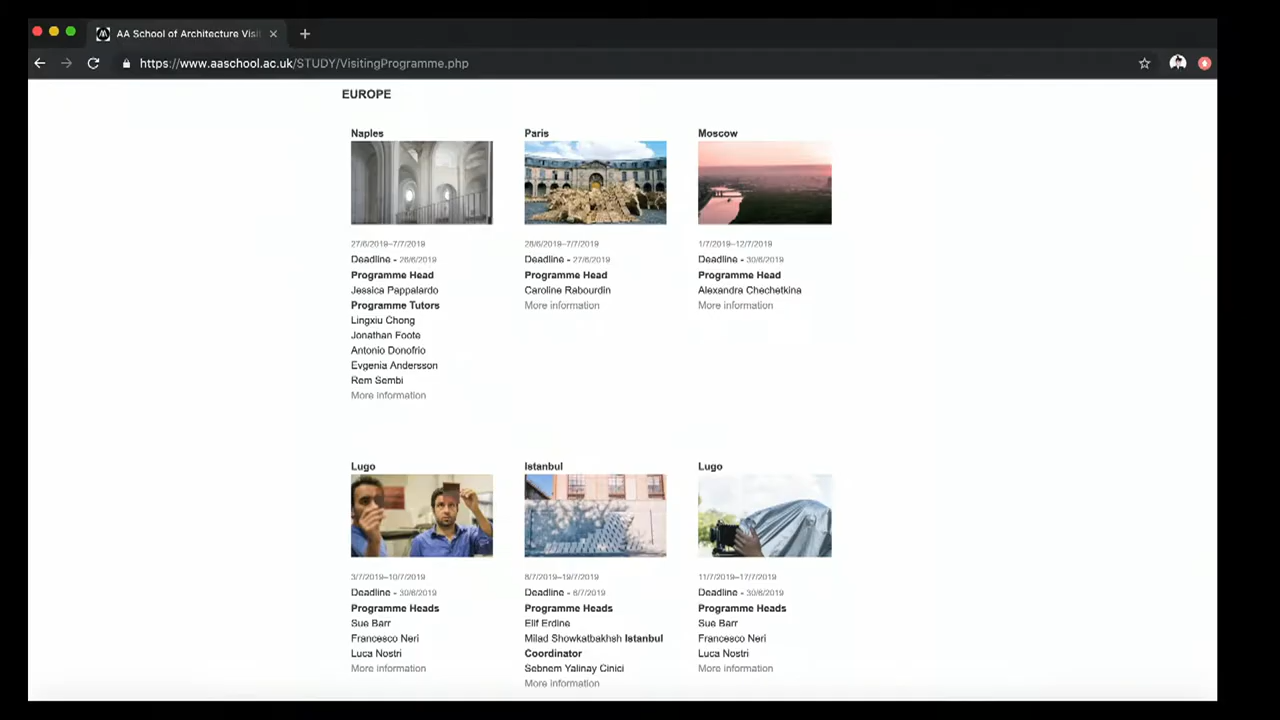 AA School of Architecture Visi
https://www.aaschool.ac.uk/STUDY/VisitingProgramme.php
EUROPE
Naples
27/6/2019–7/7/2019
Deadline - 26/6/2019
Programme Head
Jessica Pappalardo
Programme Tutors
Lingxiu Chong
Jonathan Foote
Antonio Donofrio
Evgenia Andersson
Rem Sembi
More information
Paris
28/6/2019–7/7/2019
Deadline - 27/6/2019
Programme Head
Caroline Rabourdin
More information
Moscow
1/7/2019–12/7/2019
Deadline - 30/6/2019
Programme Head
Alexandra Chechetkina
More information
Lugo
3/7/2019–10/7/2019
Deadline - 30/6/2019
Programme Heads
Sue Barr
Francesco Neri
Luca Nostri
More information
Istanbul
8/7/2019–19/7/2019
Deadline - 6/7/2019
Programme Heads
Elif Erdine
Milad Showkatbakhsh Istanbul
Coordinator
Sebnem Yalinay Cinici
More information
Lugo
11/7/2019–17/7/2019
Deadline - 30/6/2019
Programme Heads
Sue Barr
Francesco Neri
Luca Nostri
More information